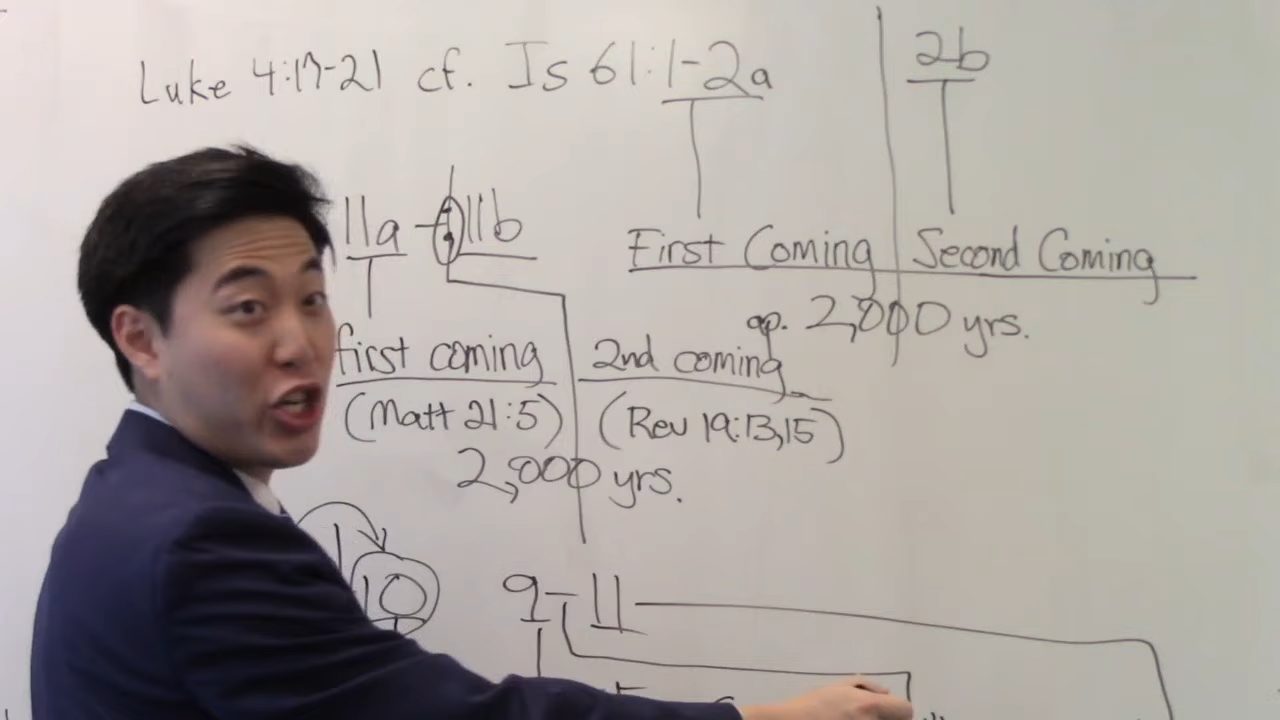 Luke 4:17-21 cf. Is 61:1-2a 2b
11a - 11b
First Coming Second Coming
ap. 2,000 yrs.
first coming 2nd coming
(Matt 21:5) (Rev 19:13,15)
2,000 yrs.
10 9-11